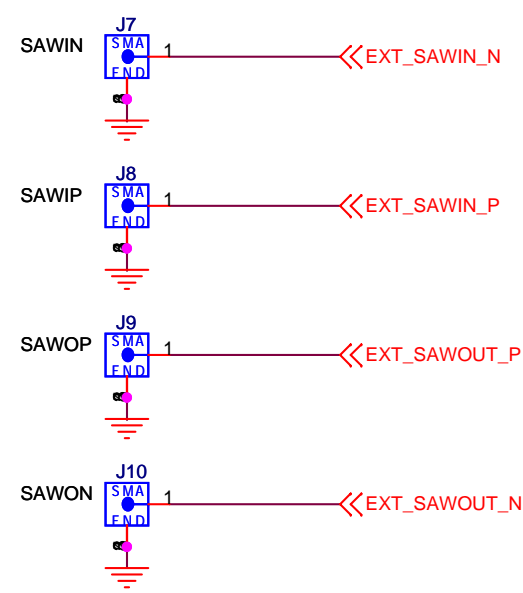 J7
SAWIN
SMA
1
EXT_SAWIN_N
END
J8
SAWIP
SMA
1
EXT_SAWIN_P
END
J9
SAWOP
SMA
1
EXT_SAWOUT_P
END
J10
SAWON
SMA
1
EXT_SAWOUT_N
END